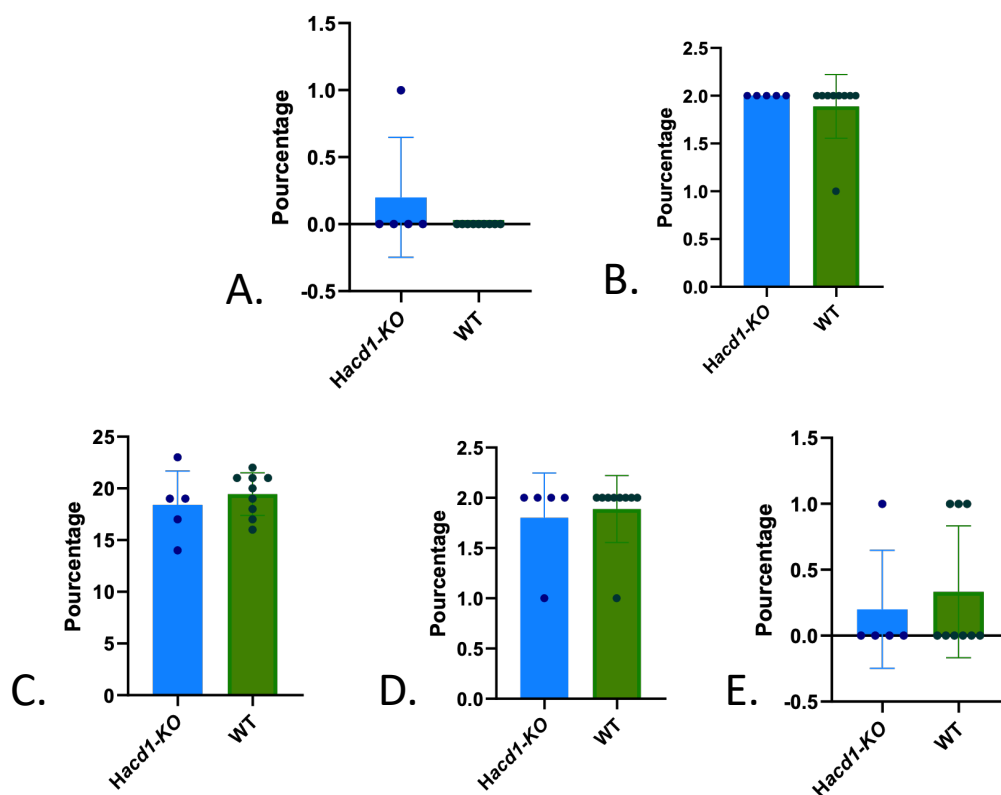 Pourcentage
1.5
1.0
0.5
0.0
-0.5
Hacd1-KO
WT
A.
Pourcentage
2.5
2.0
1.5
1.0
0.5
0.0
Hacd1-KO
WT
B.
Pourcentage
25
20
15
10
5
0
Hacd1-KO
WT
C.
Pourcentage
2.5
2.0
1.5
1.0
0.5
0.0
Hacd1-KO
WT
D.
Pourcentage
1.5
1.0
0.5
0.0
-0.5
Hacd1-KO
WT
E.